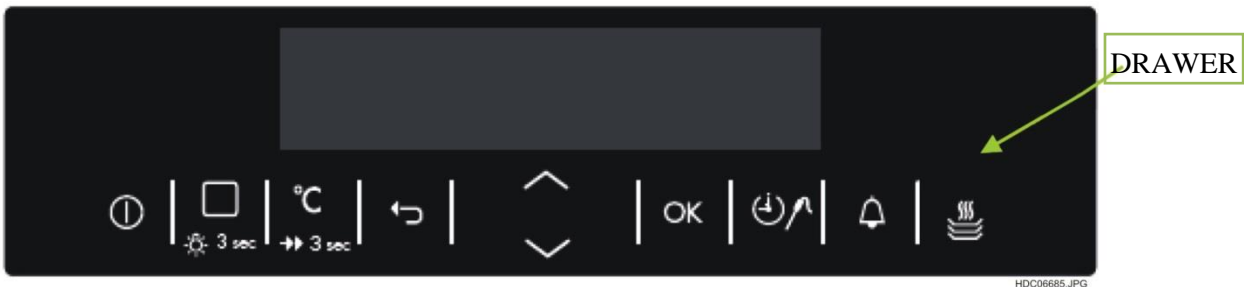 DRAWER
°C
OK
3 sec
3 sec
HDC06685.JPG